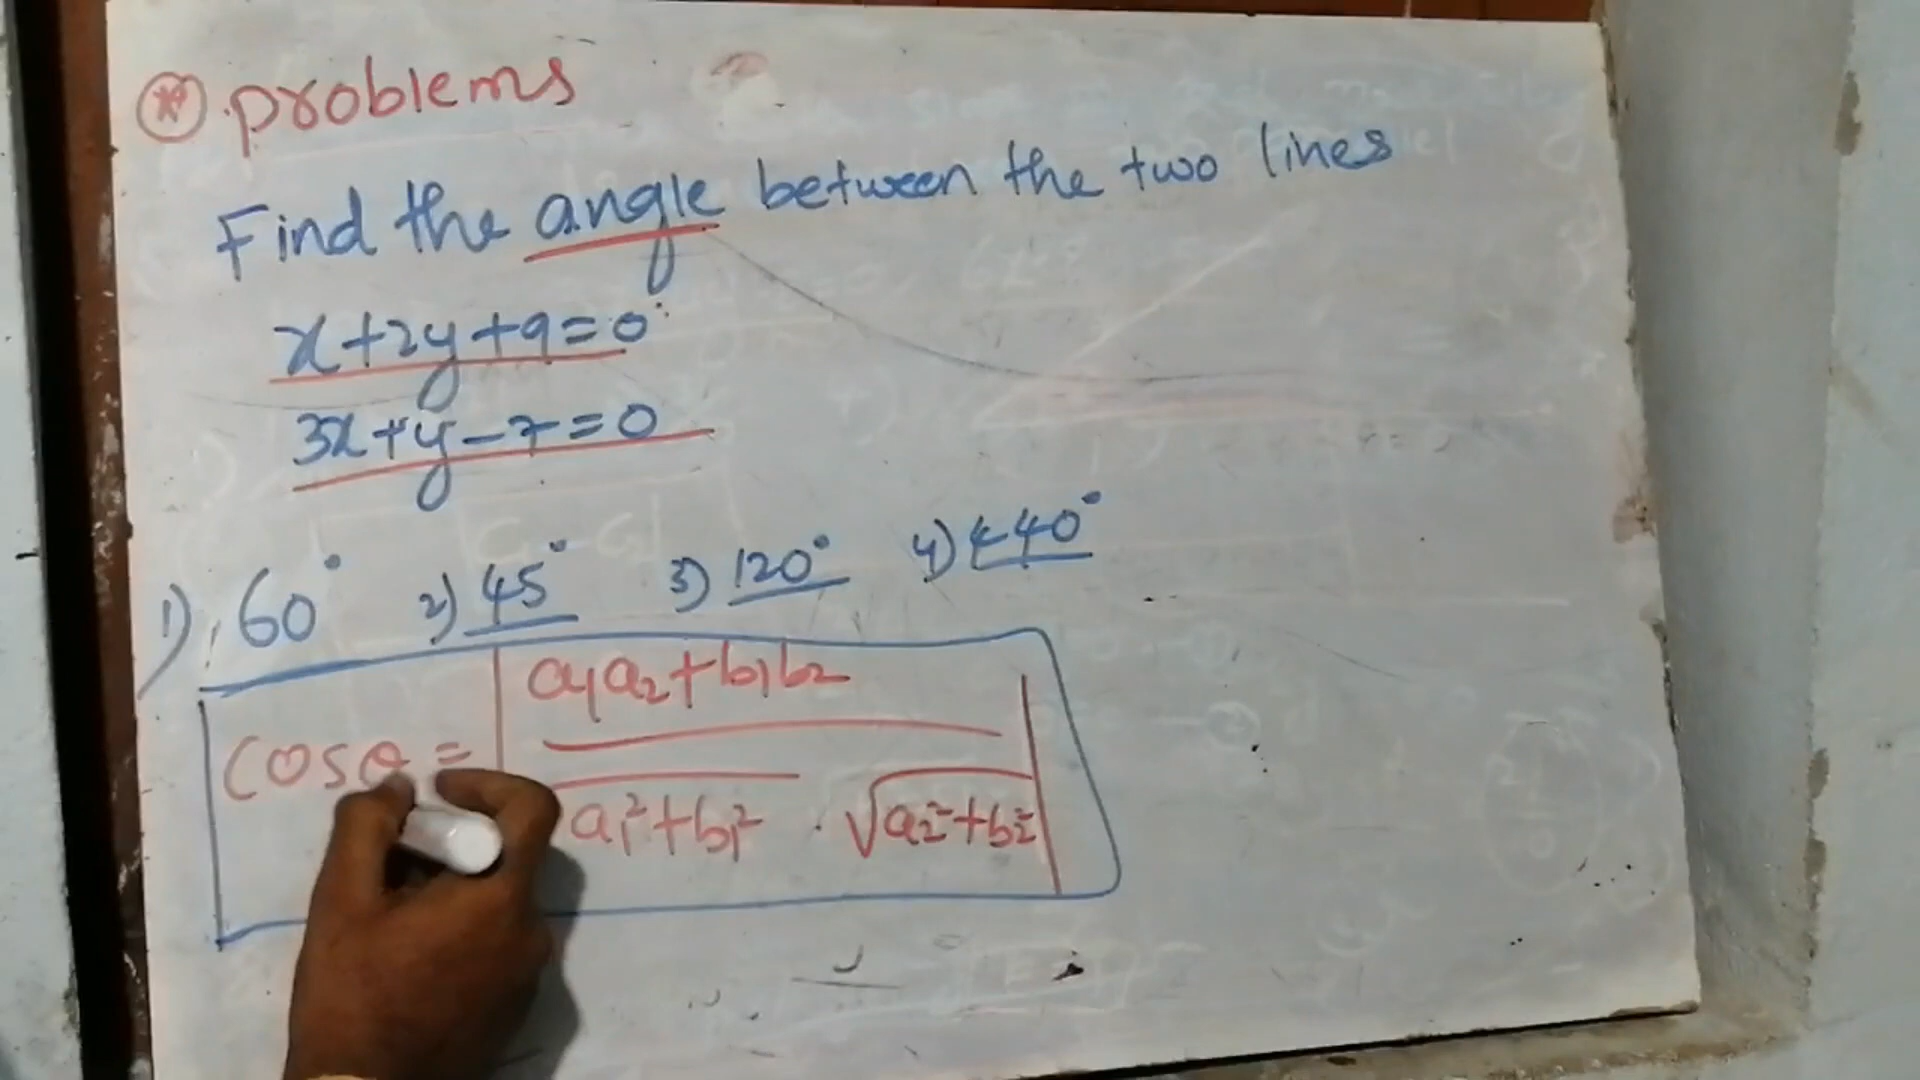 problems
Find the angle between the two lines
x+2y+9=0
3x+y-7=0
1) 60° 2) 45° 3) 120° 4) 440°
cosθ = | a1a2+b1b2 / a1²+b1² . √a2²+b2² |